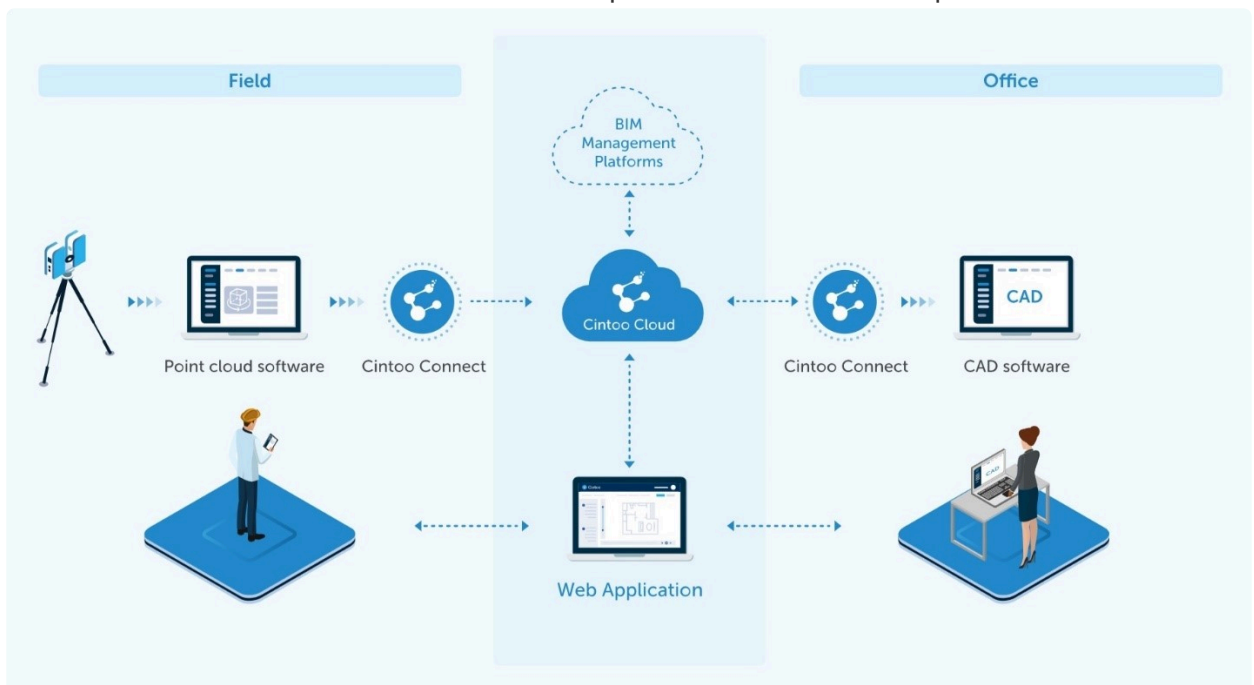 Field
Office
BIM
Management
Platforms
Cintoo Cloud
CAD
Point cloud software
Cintoo Connect
Cintoo Connect
CAD software
CAD
Web Application